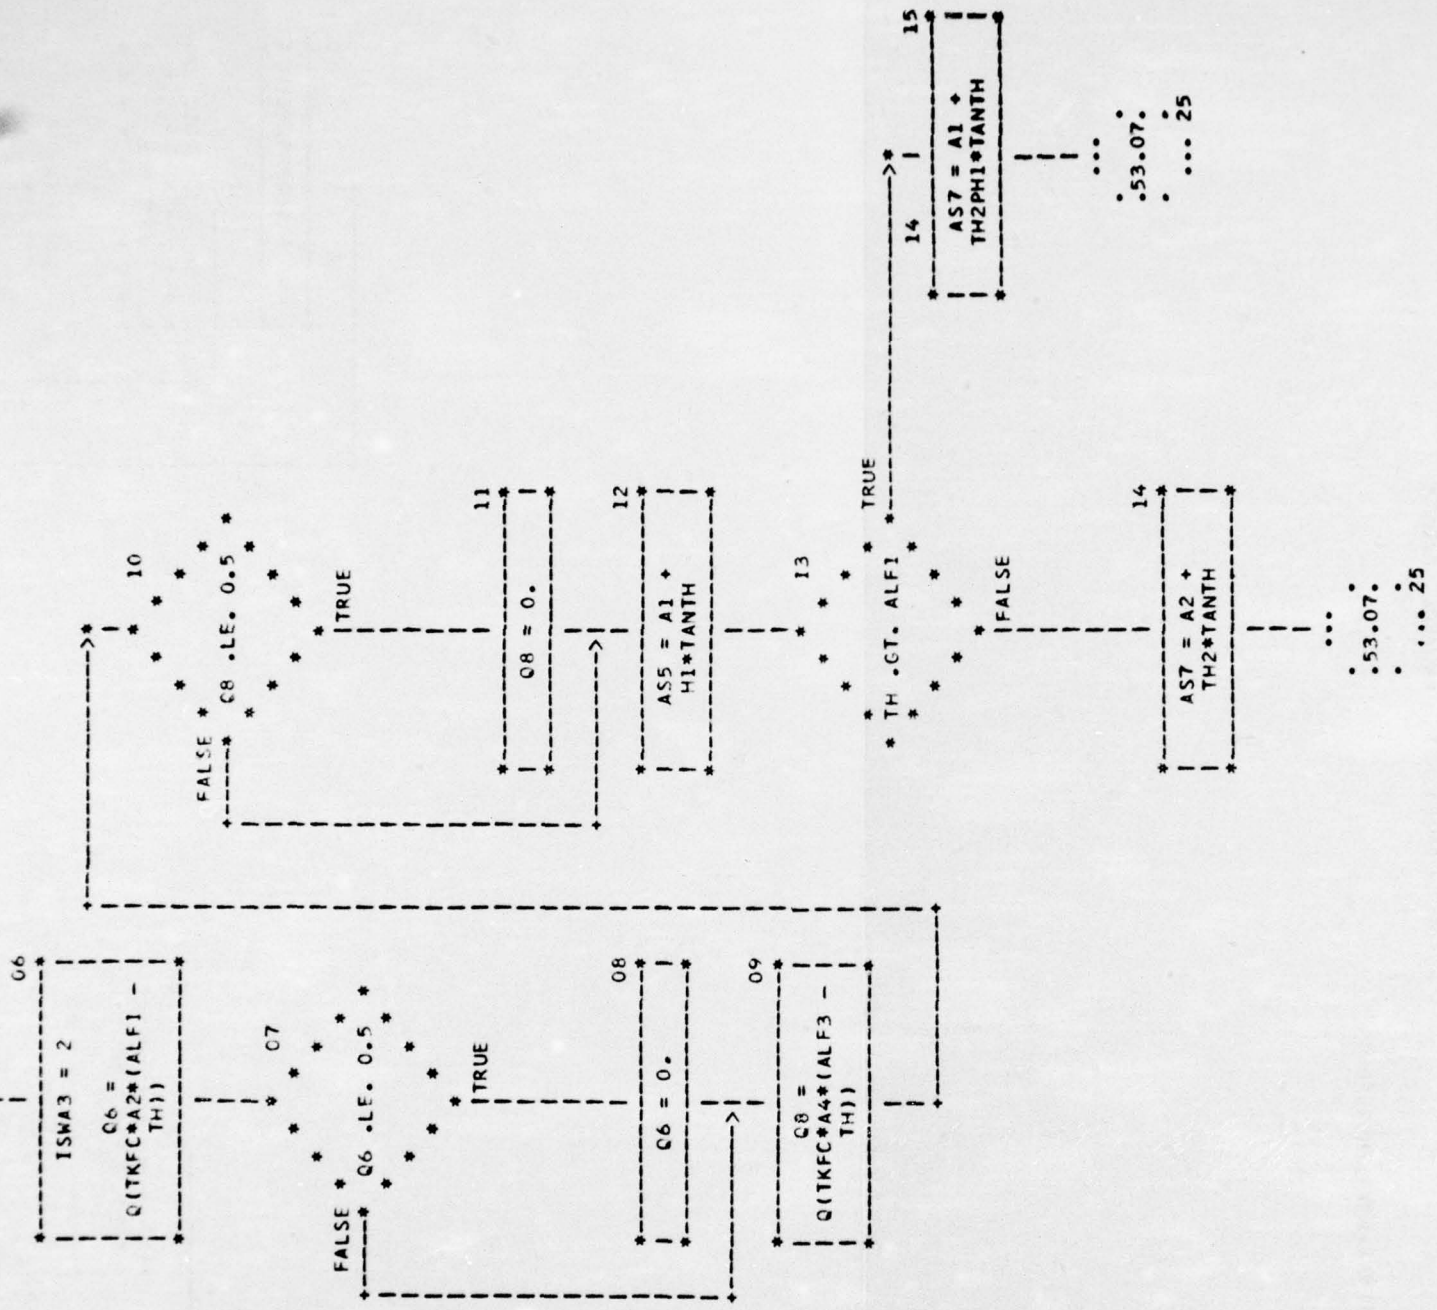 06
ISWA3 = 2
Q6 =
Q(TKFC*A2*(ALF1 -
TH))
07
FALSE
Q6 .LE. 0.5
TRUE
08
Q6 = 0.
09
Q8 =
Q(TKFC*A4*(ALF3 -
TH))
10
FALSE
Q8 .LE. 0.5
TRUE
11
Q8 = 0.
12
AS5 = A1 +
H1*TANTH
13
TH .GT. ALF1
TRUE
FALSE
14
AS7 = A2 +
TH2*TANTH
.53.07.
... 25
14
15
AS7 = A1 +
TH2PH1*TANTH
.53.07.
... 25